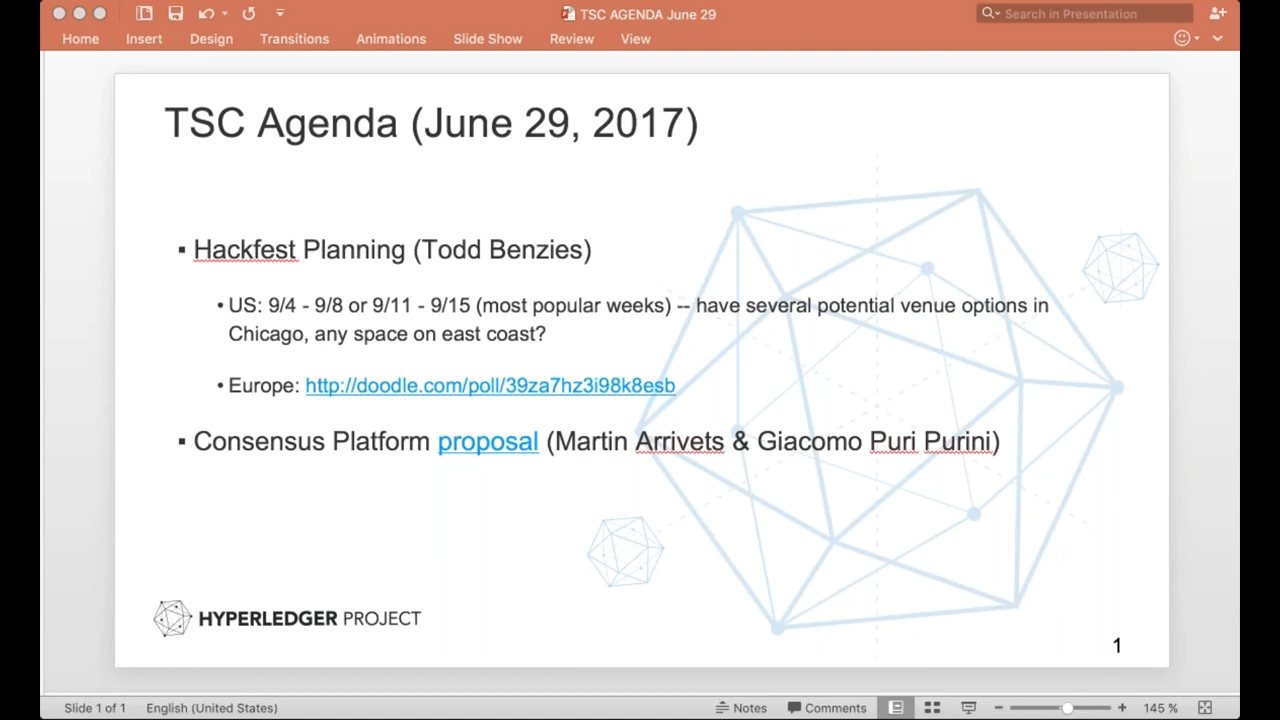 TSC AGENDA June 29
Search in Presentation
Home Insert Design Transitions Animations Slide Show Review View
TSC Agenda (June 29, 2017)
▪ Hackfest Planning (Todd Benzies)
• US: 9/4 - 9/8 or 9/11 - 9/15 (most popular weeks) -- have several potential venue options in
Chicago, any space on east coast?
• Europe: http://doodle.com/poll/39za7hz3i98k8esb
▪ Consensus Platform proposal (Martin Arrivets & Giacomo Puri Purini)
HYPERLEDGER PROJECT
1
Slide 1 of 1 English (United States) Notes Comments 145 %